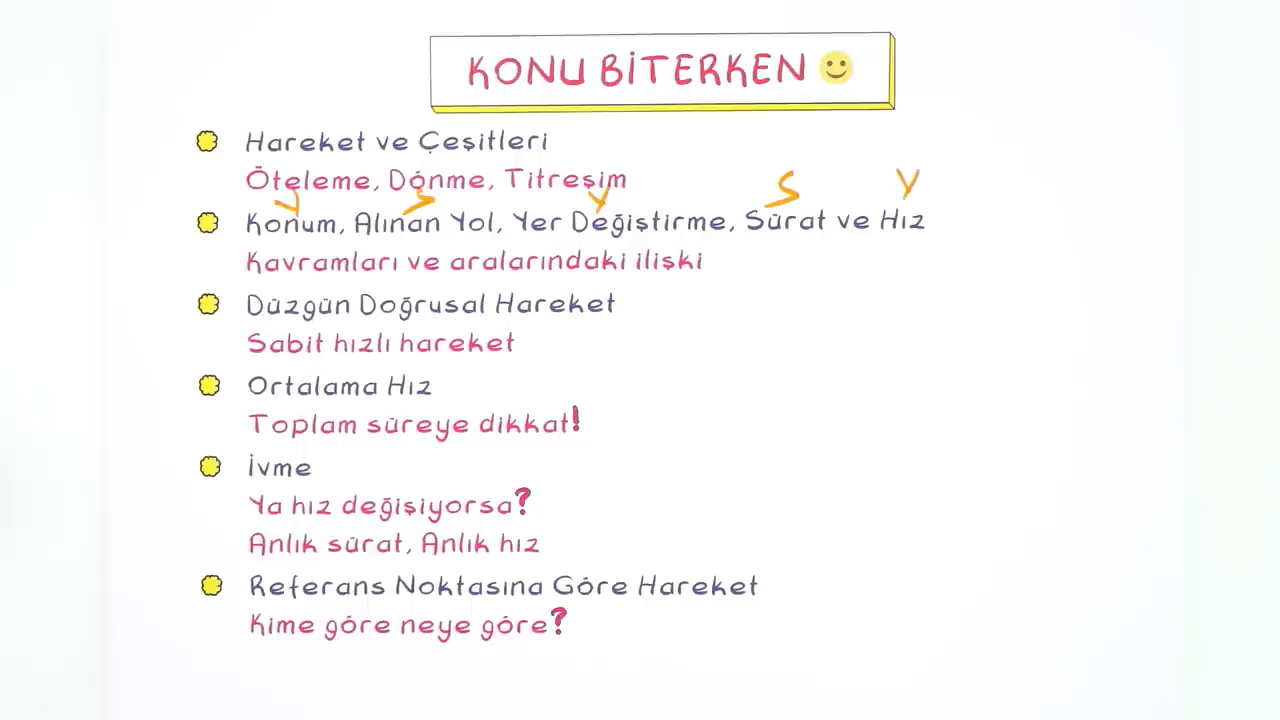 KONU BİTERKEN
Hareket ve Çeşitleri
Öteleme, Dönme, Titreşim
Y S Y S Y
Konum, Alınan Yol, Yer Değiştirme, Sürat ve Hız
Kavramları ve aralarındaki ilişki
Düzgün Doğrusal Hareket
Sabit hızlı hareket
Ortalama Hız
Toplam süreye dikkat!
İvme
Ya hız değişiyorsa?
Anlık sürat, Anlık hız
Referans Noktasına Göre Hareket
Kime göre neye göre?